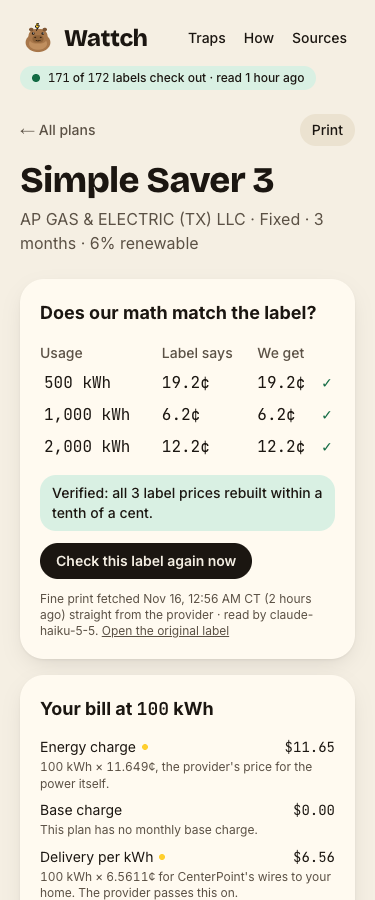 Wattch
Traps How Sources
171 of 172 labels check out · read 1 hour ago
← All plans
Print
Simple Saver 3
AP GAS & ELECTRIC (TX) LLC · Fixed · 3
months · 6% renewable
Does our math match the label?
Usage Label says We get
500 kWh 19.2¢ 19.2¢ ✓
1,000 kWh 6.2¢ 6.2¢ ✓
2,000 kWh 12.2¢ 12.2¢ ✓
Verified: all 3 label prices rebuilt within a
tenth of a cent.
Check this label again now
Fine print fetched Nov 16, 12:56 AM CT (2 hours
ago) straight from the provider · read by claude-
haiku-5-5. Open the original label
Your bill at 100 kWh
Energy charge $11.65
100 kWh × 11.649¢, the provider's price for the
power itself.
Base charge $0.00
This plan has no monthly base charge.
Delivery per kWh $6.56
100 kWh × 6.5611¢ for CenterPoint's wires to your
home. The provider passes this on.